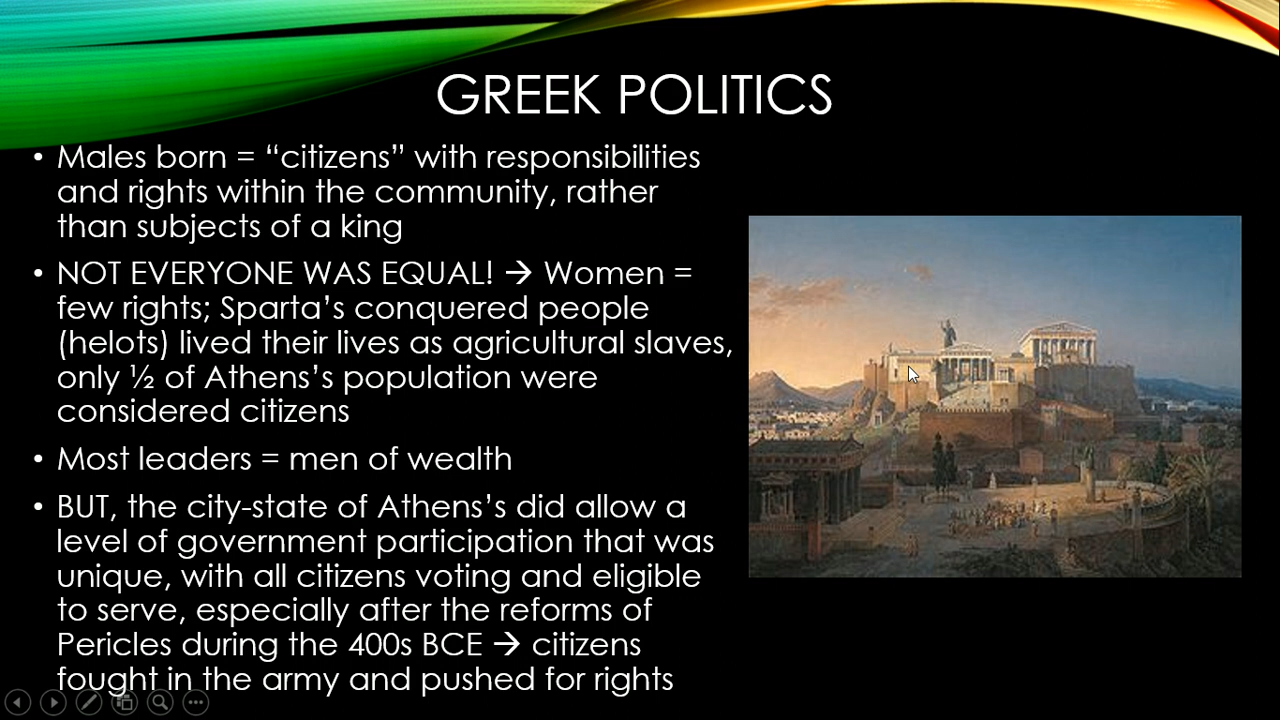 GREEK POLITICS
• Males born = “citizens” with responsibilities
and rights within the community, rather
than subjects of a king
• NOT EVERYONE WAS EQUAL! → Women =
few rights; Sparta’s conquered people
(helots) lived their lives as agricultural slaves,
only ½ of Athens’s population were
considered citizens
• Most leaders = men of wealth
• BUT, the city-state of Athens’s did allow a
level of government participation that was
unique, with all citizens voting and eligible
to serve, especially after the reforms of
Pericles during the 400s BCE → citizens
fought in the army and pushed for rights